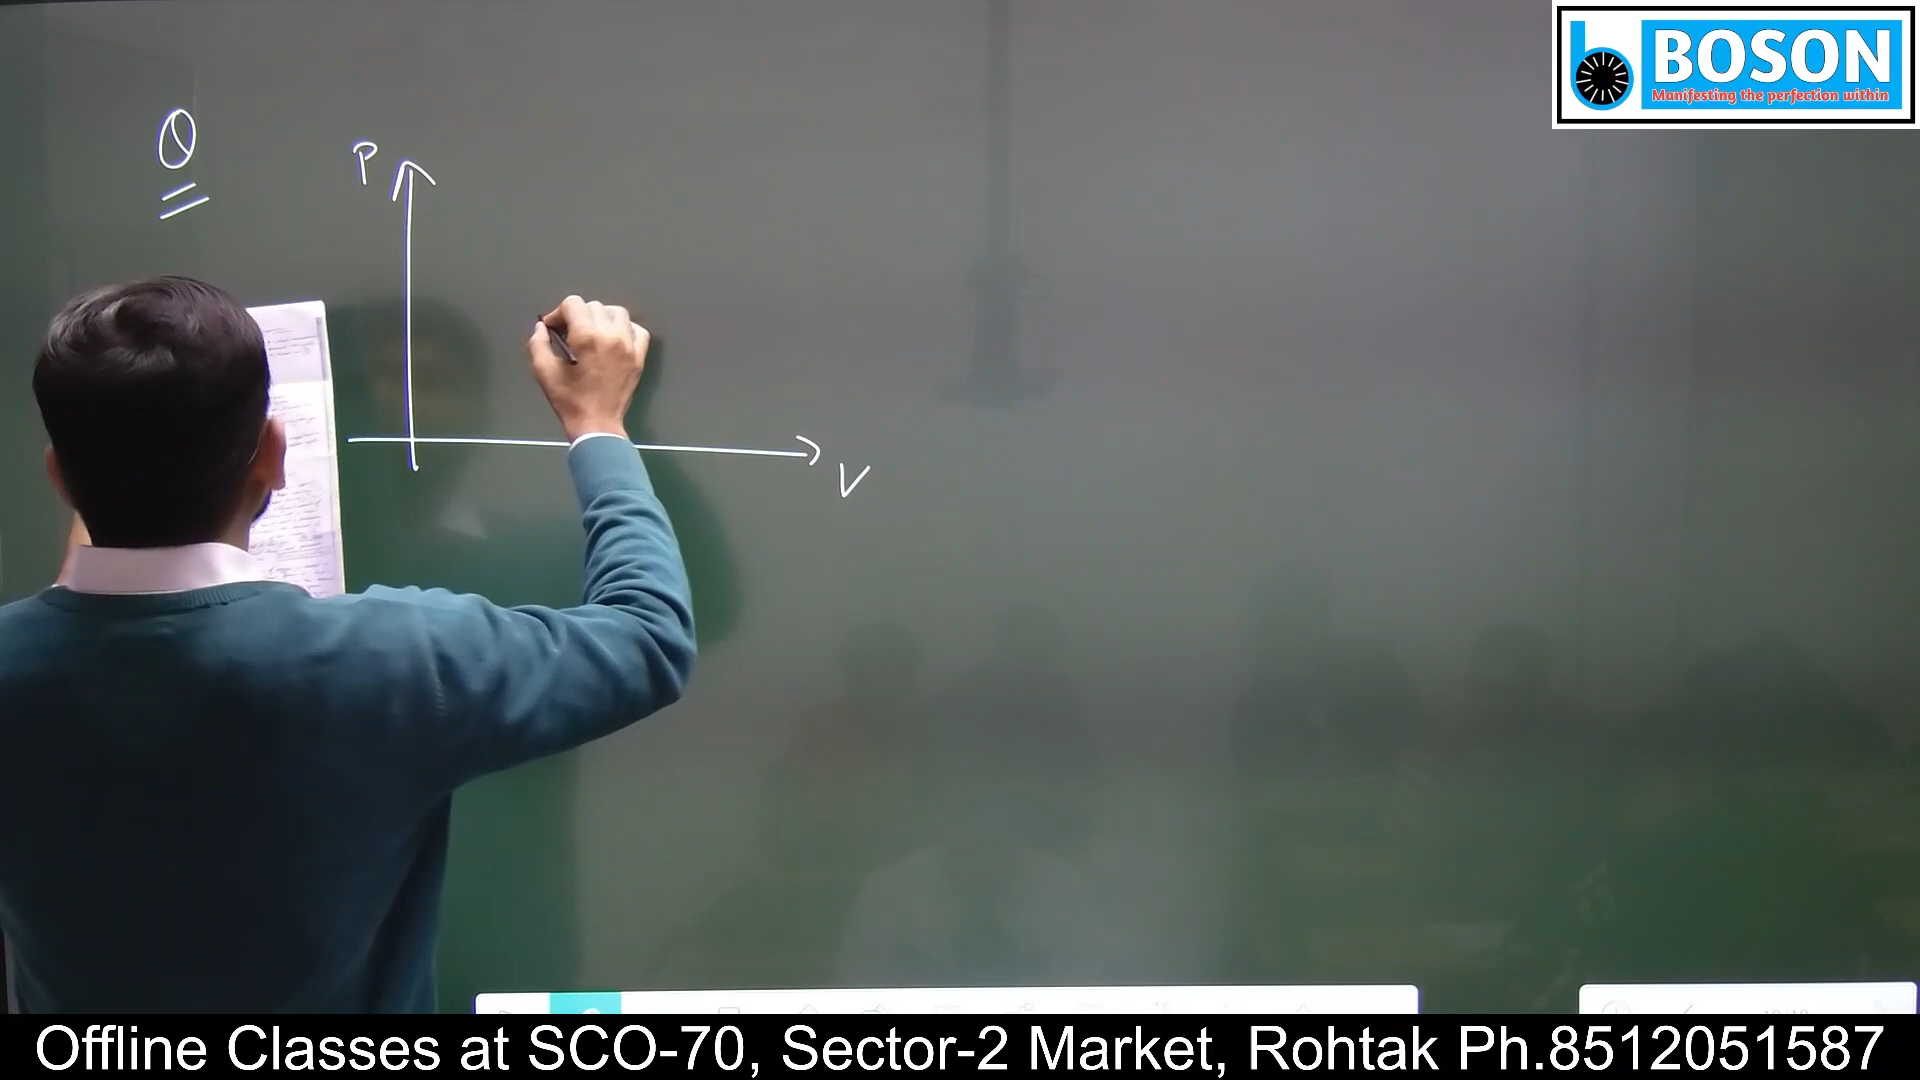 BOSON
Manifesting the perfection within
Q
P
V
Offline Classes at SCO-70, Sector-2 Market, Rohtak Ph.8512051587